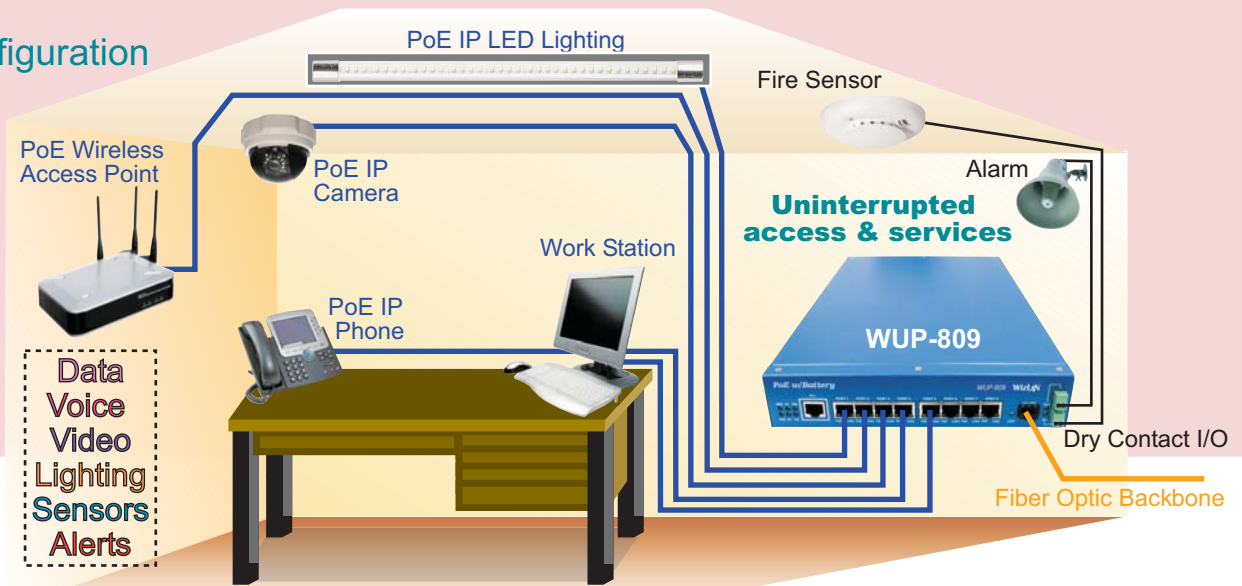 figuration
PoE IP LED Lighting
Fire Sensor
PoE Wireless
Access Point
PoE IP
Camera
Alarm
Uninterrupted
access & services
Work Station
PoE IP
Phone
WUP-809
PoE w/Battery
WUP-809 WizLAN
Data
Voice
Video
Lighting
Sensors
Alerts
Dry Contact I/O
Fiber Optic Backbone